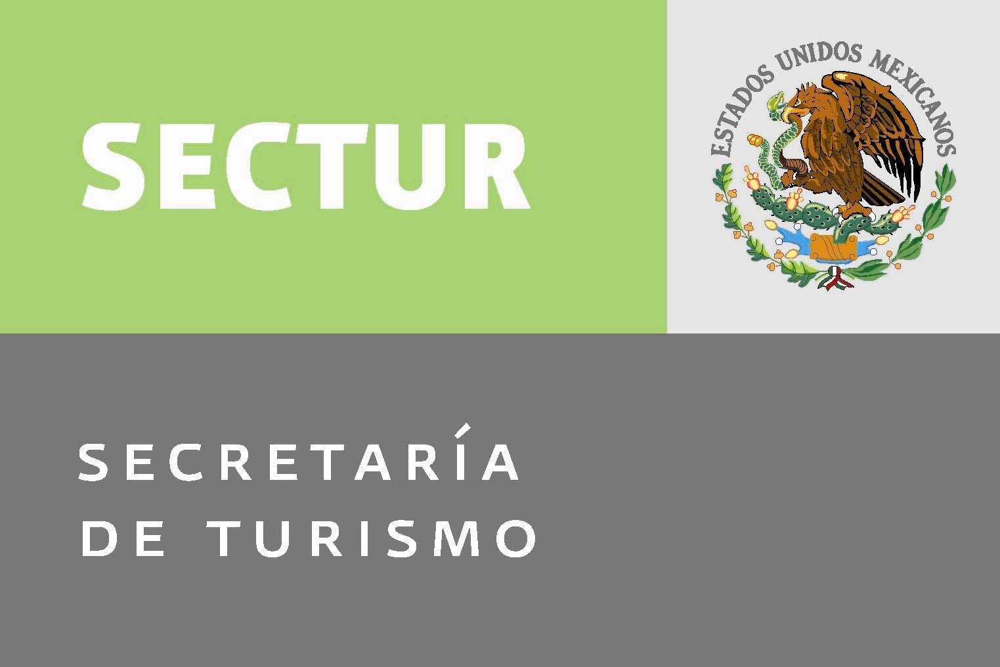 SECTUR
ESTADOS UNIDOS MEXICANOS
SECRETARÍA
DE TURISMO